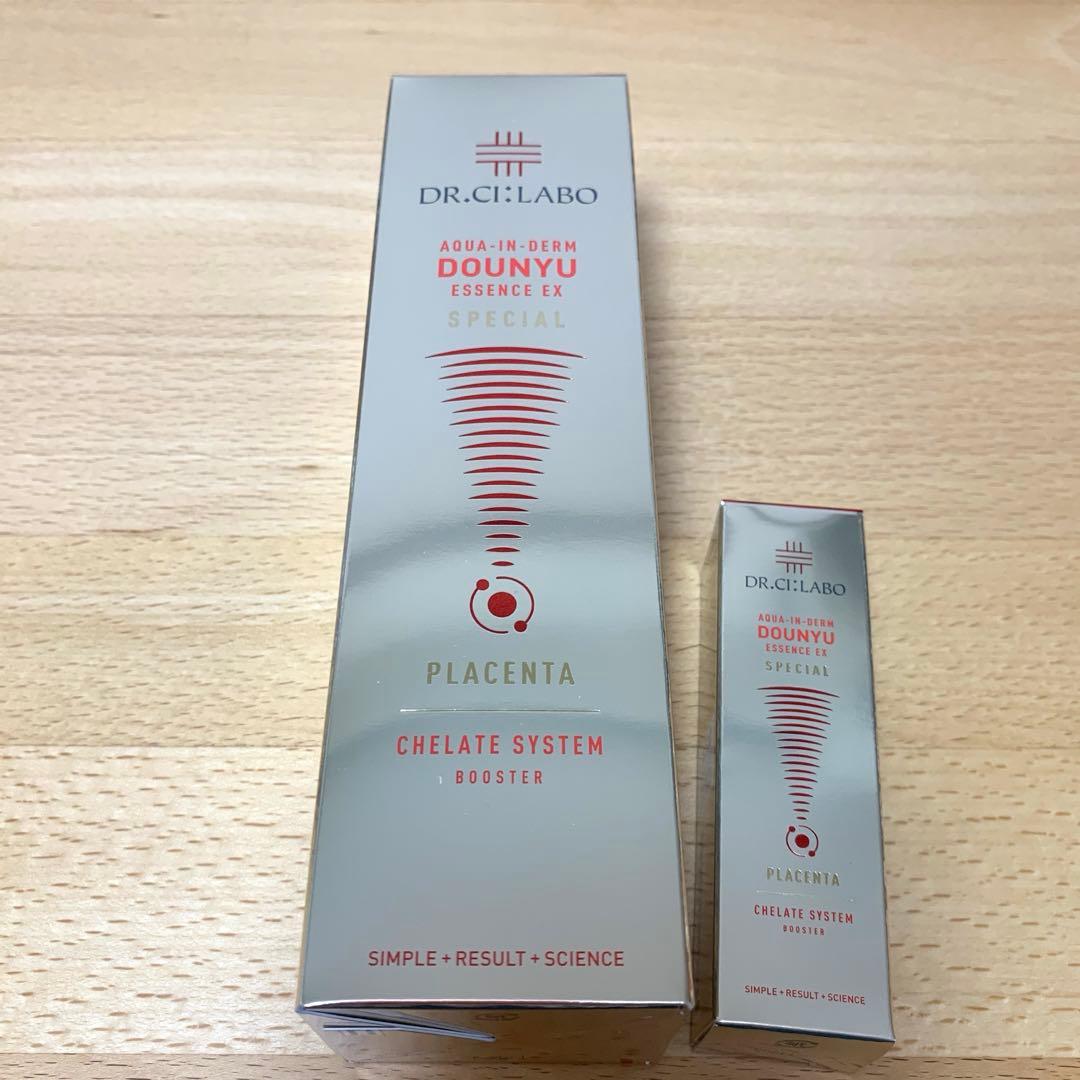 DR.CI:LABO
AQUA-IN-DERM
DOUNYU
ESSENCE EX
SPECIAL
PLACENTA
CHELATE SYSTEM
BOOSTER
SIMPLE + RESULT + SCIENCE
DR.CI:LABO
AQUA-IN-DERM
DOUNYU
ESSENCE EX
SPECIAL
PLACENTA
CHELATE SYSTEM
BOOSTER
SIMPLE + RESULT + SCIENCE